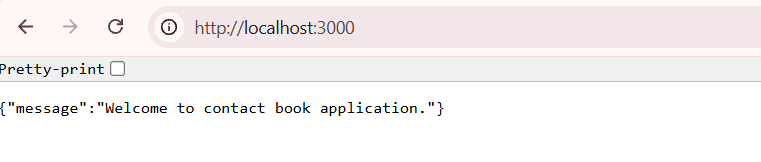 http://localhost:3000
Pretty-print
{"message":"Welcome to contact book application."}